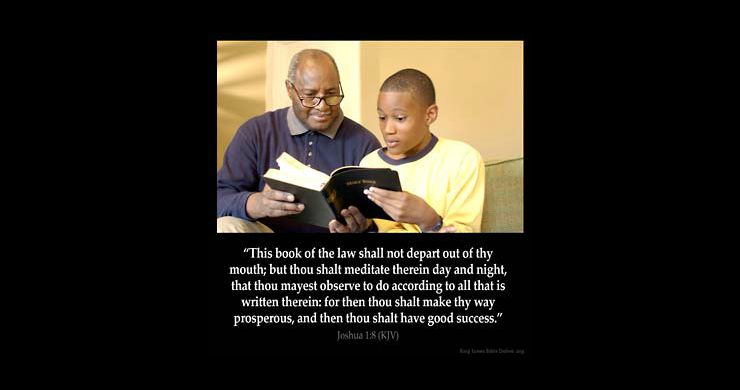 HOLY BIBLE
“This book of the law shall not depart out of thy
mouth; but thou shalt meditate therein day and night,
that thou mayest observe to do according to all that is
written therein: for then thou shalt make thy way
prosperous, and then thou shalt have good success.”
Joshua 1:8 (KJV)
King James Bible Online .org